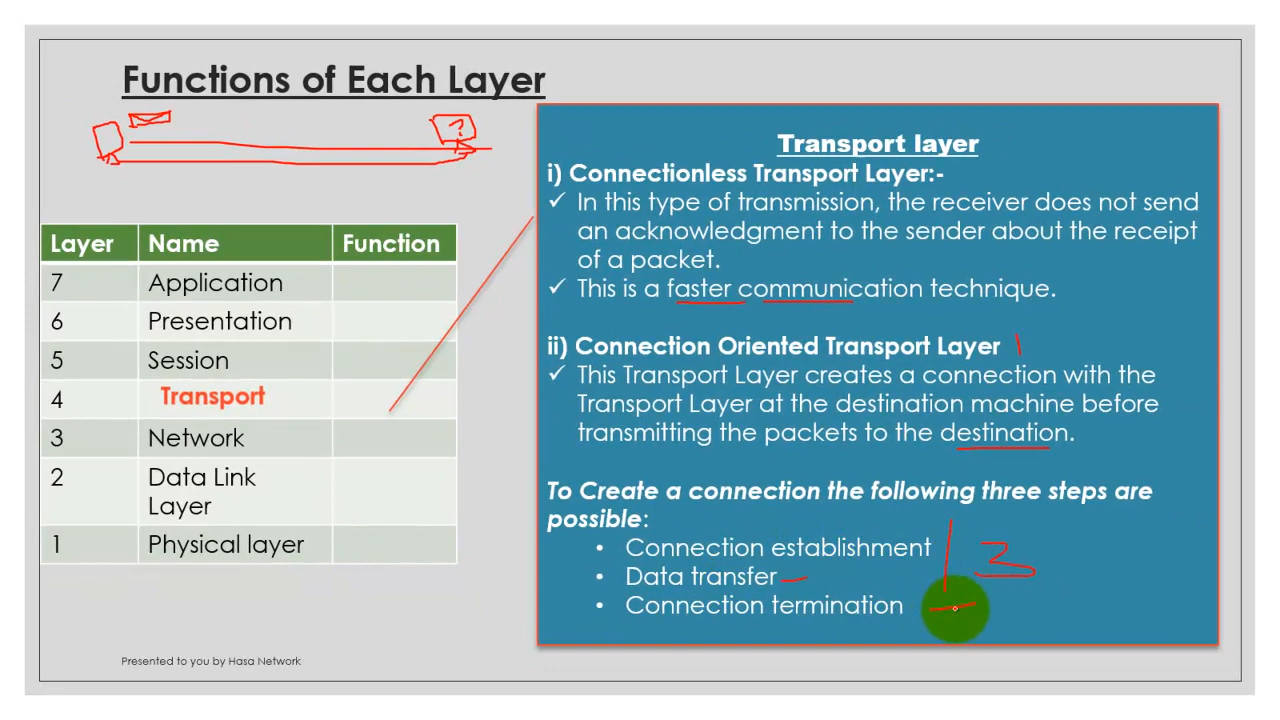 Functions of Each Layer
?
Layer Name Function
7 Application
6 Presentation
5 Session
4 Transport
3 Network
2 Data Link
Layer
1 Physical layer
Transport layer
i) Connectionless Transport Layer:-
✓ In this type of transmission, the receiver does not send
an acknowledgment to the sender about the receipt
of a packet.
✓ This is a faster communication technique.
ii) Connection Oriented Transport Layer
✓ This Transport Layer creates a connection with the
Transport Layer at the destination machine before
transmitting the packets to the destination.
To Create a connection the following three steps are
possible:
• Connection establishment
• Data transfer
• Connection termination
3
Presented to you by Hasa Network